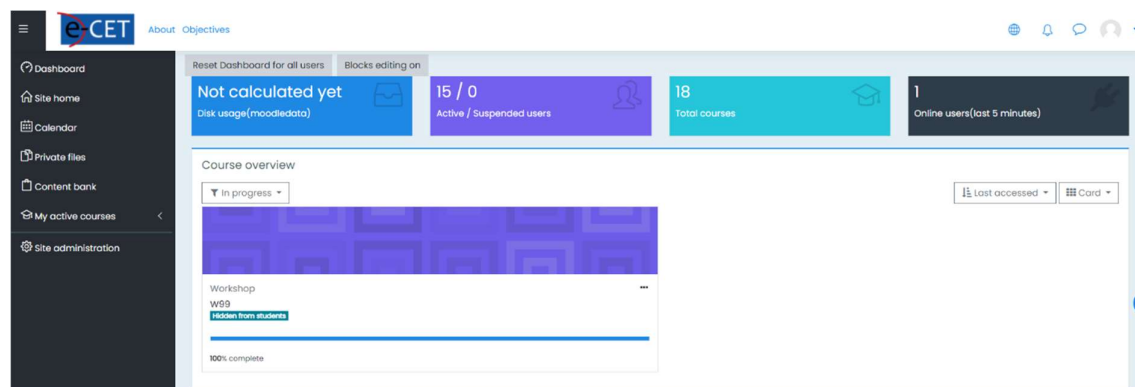 e-CET
About Objectives
Dashboard
Site home
Calendar
Private files
Content bank
My active courses
Site administration
Reset Dashboard for all users
Blocks editing on
Not calculated yet
Disk usage(moodledata)
15 / 0
Active / Suspended users
18
Total courses
1
Online users(last 5 minutes)
Course overview
In progress
Last accessed
Card
Workshop
W99
Hidden from students
100% complete